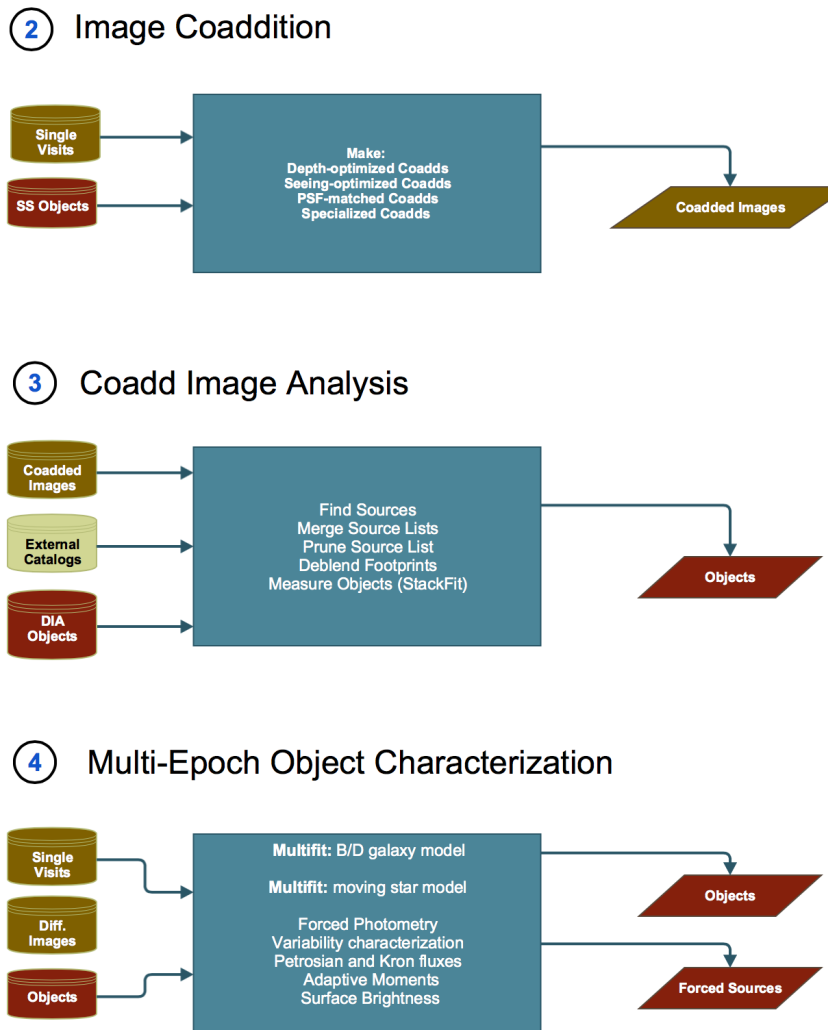 2 Image Coaddition
Single
Visits
SS Objects
Make:
Depth-optimized Coadds
Seeing-optimized Coadds
PSF-matched Coadds
Specialized Coadds
Coadded Images
3 Coadd Image Analysis
Coadded
Images
External
Catalogs
DIA
Objects
Find Sources
Merge Source Lists
Prune Source List
Deblend Footprints
Measure Objects (StackFit)
Objects
4 Multi-Epoch Object Characterization
Single
Visits
Diff.
Images
Objects
Multifit: B/D galaxy model
Multifit: moving star model
Forced Photometry
Variability characterization
Petrosian and Kron fluxes
Adaptive Moments
Surface Brightness
Objects
Forced Sources